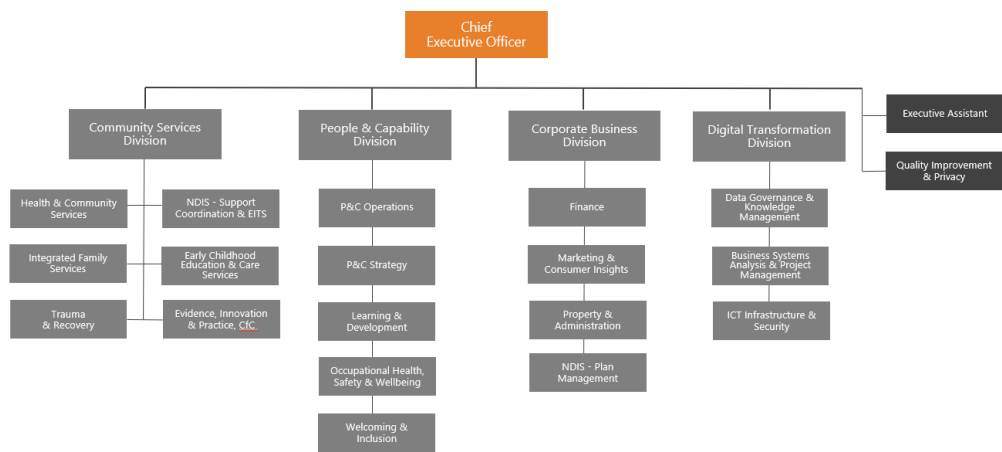 Chief
Executive Officer
Executive Assistant
Quality Improvement
& Privacy
Community Services
Division
Health & Community
Services
NDIS - Support
Coordination & EITS
Integrated Family
Services
Early Childhood
Education & Care
Services
Trauma
& Recovery
Evidence, Innovation
& Practice, CfC.
People & Capability
Division
P&C Operations
P&C Strategy
Learning &
Development
Occupational Health,
Safety & Wellbeing
Welcoming &
Inclusion
Corporate Business
Division
Finance
Marketing &
Consumer Insights
Property &
Administration
NDIS - Plan
Management
Digital Transformation
Division
Data Governance &
Knowledge
Management
Business Systems
Analysis & Project
Management
ICT Infrastructure &
Security